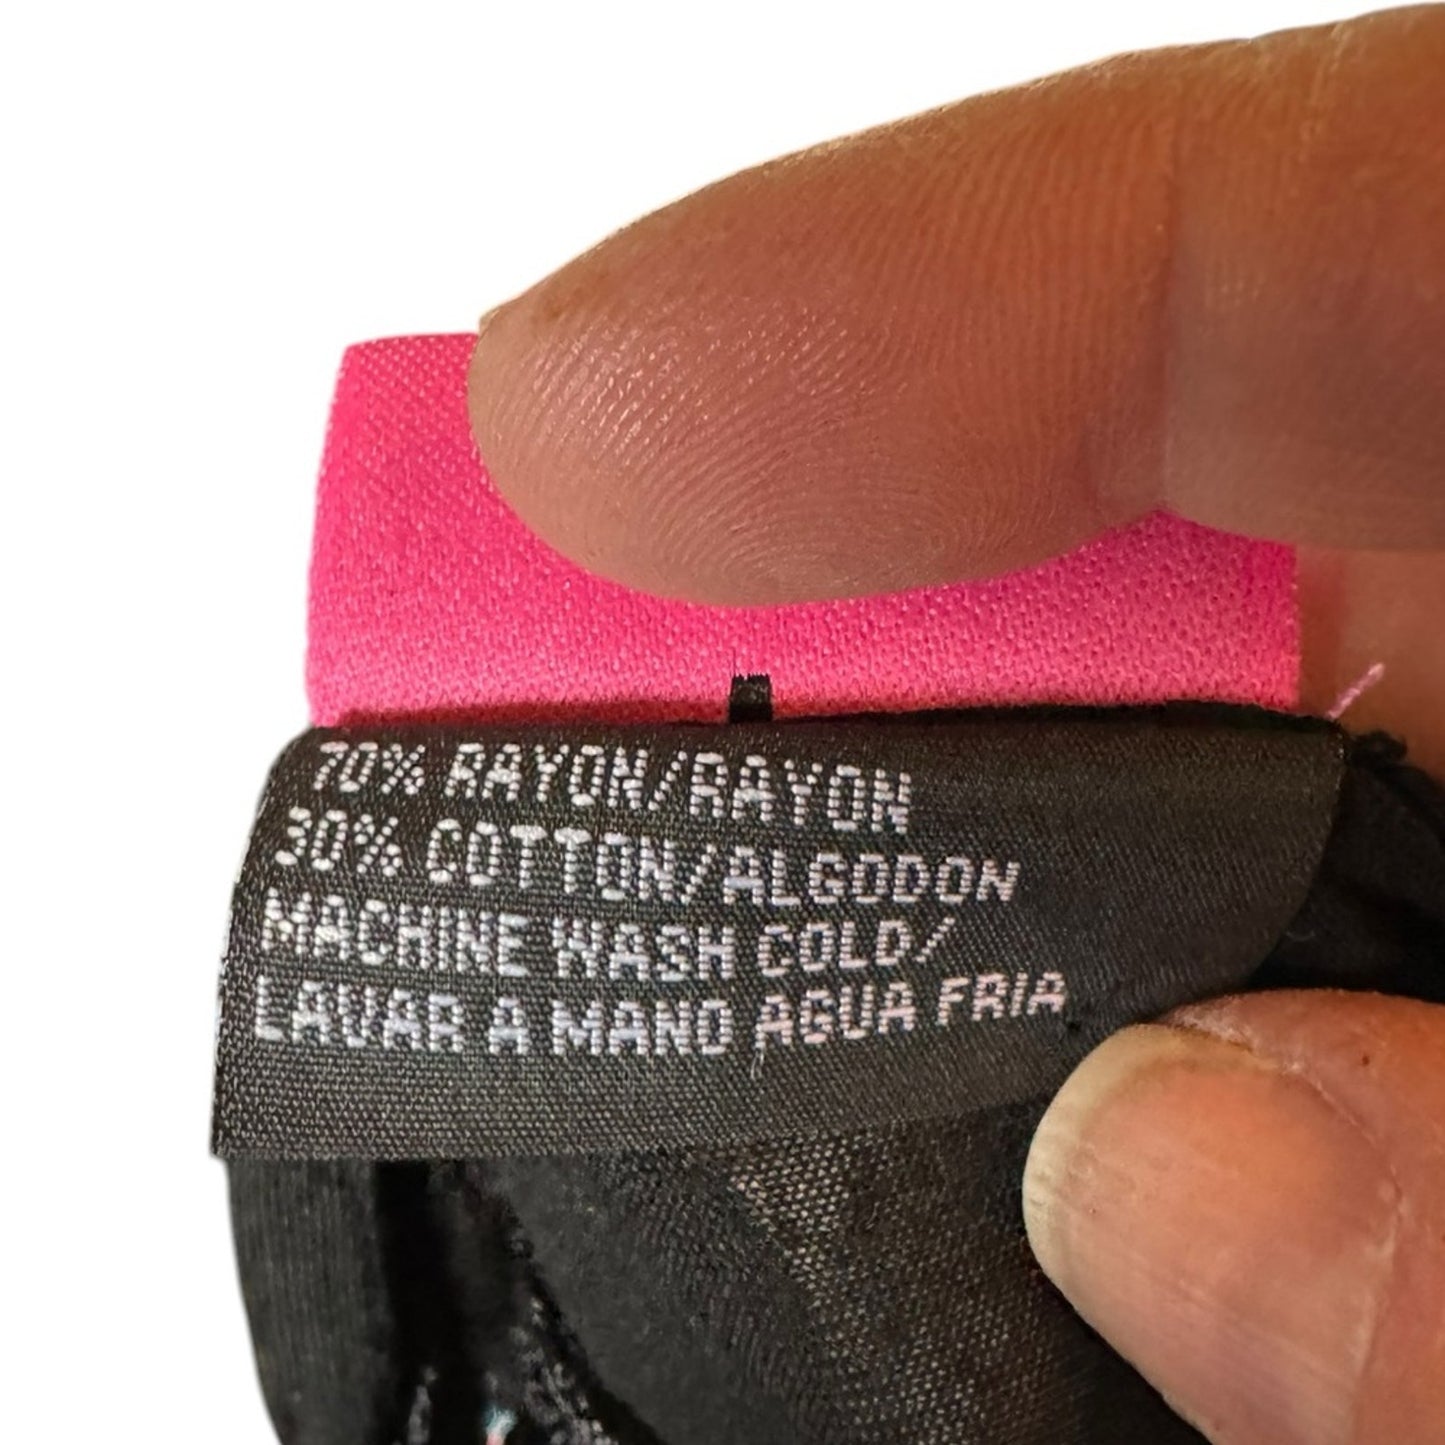 70% RAYON/RAYON
30% COTTON/ALGODON
MACHINE WASH COLD/
LAVAR A MANO AGUA FRIA